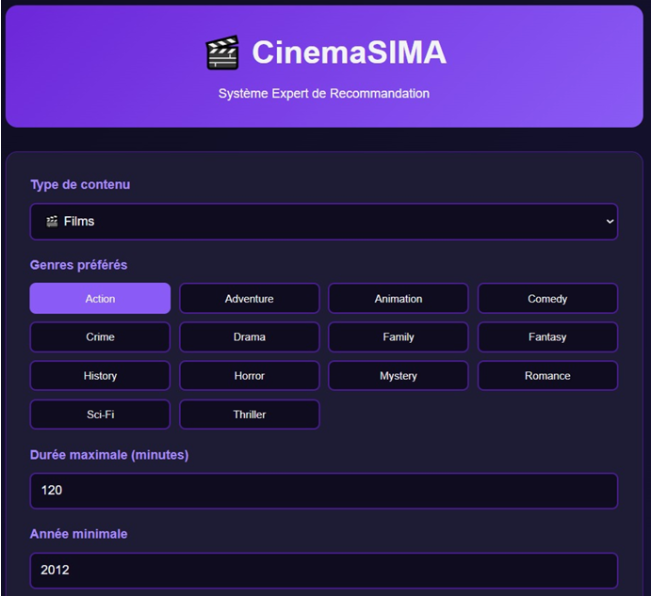 CinemaSIMA
Système Expert de Recommandation
Type de contenu
Films
Genres préférés
Action Adventure Animation Comedy
Crime Drama Family Fantasy
History Horror Mystery Romance
Sci-Fi Thriller
Durée maximale (minutes)
120
Année minimale
2012